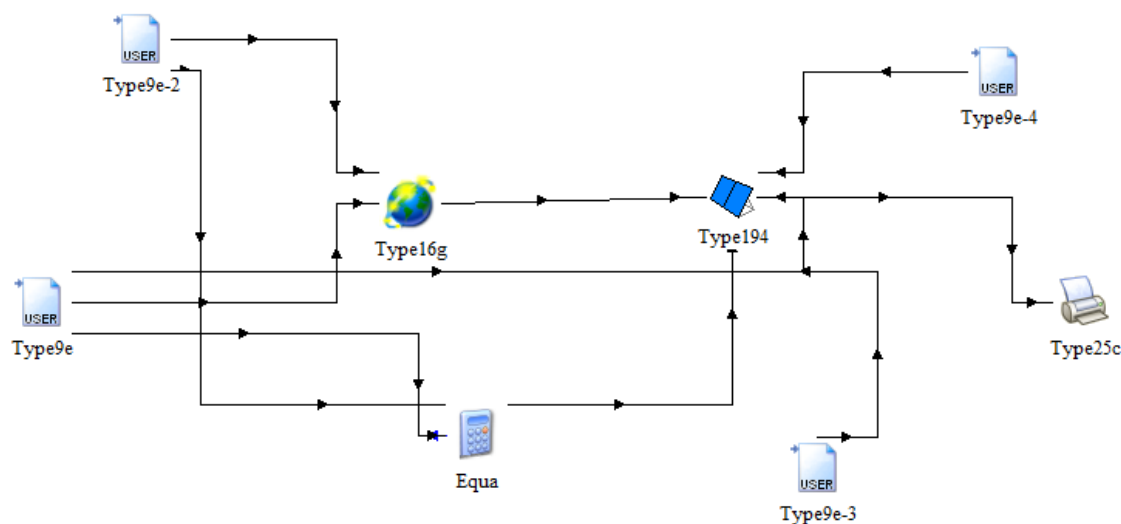 USER
Type9e-2
USER
Type9e-4
Type16g
Type194
USER
Type9e
Type25c
Equa
USER
Type9e-3